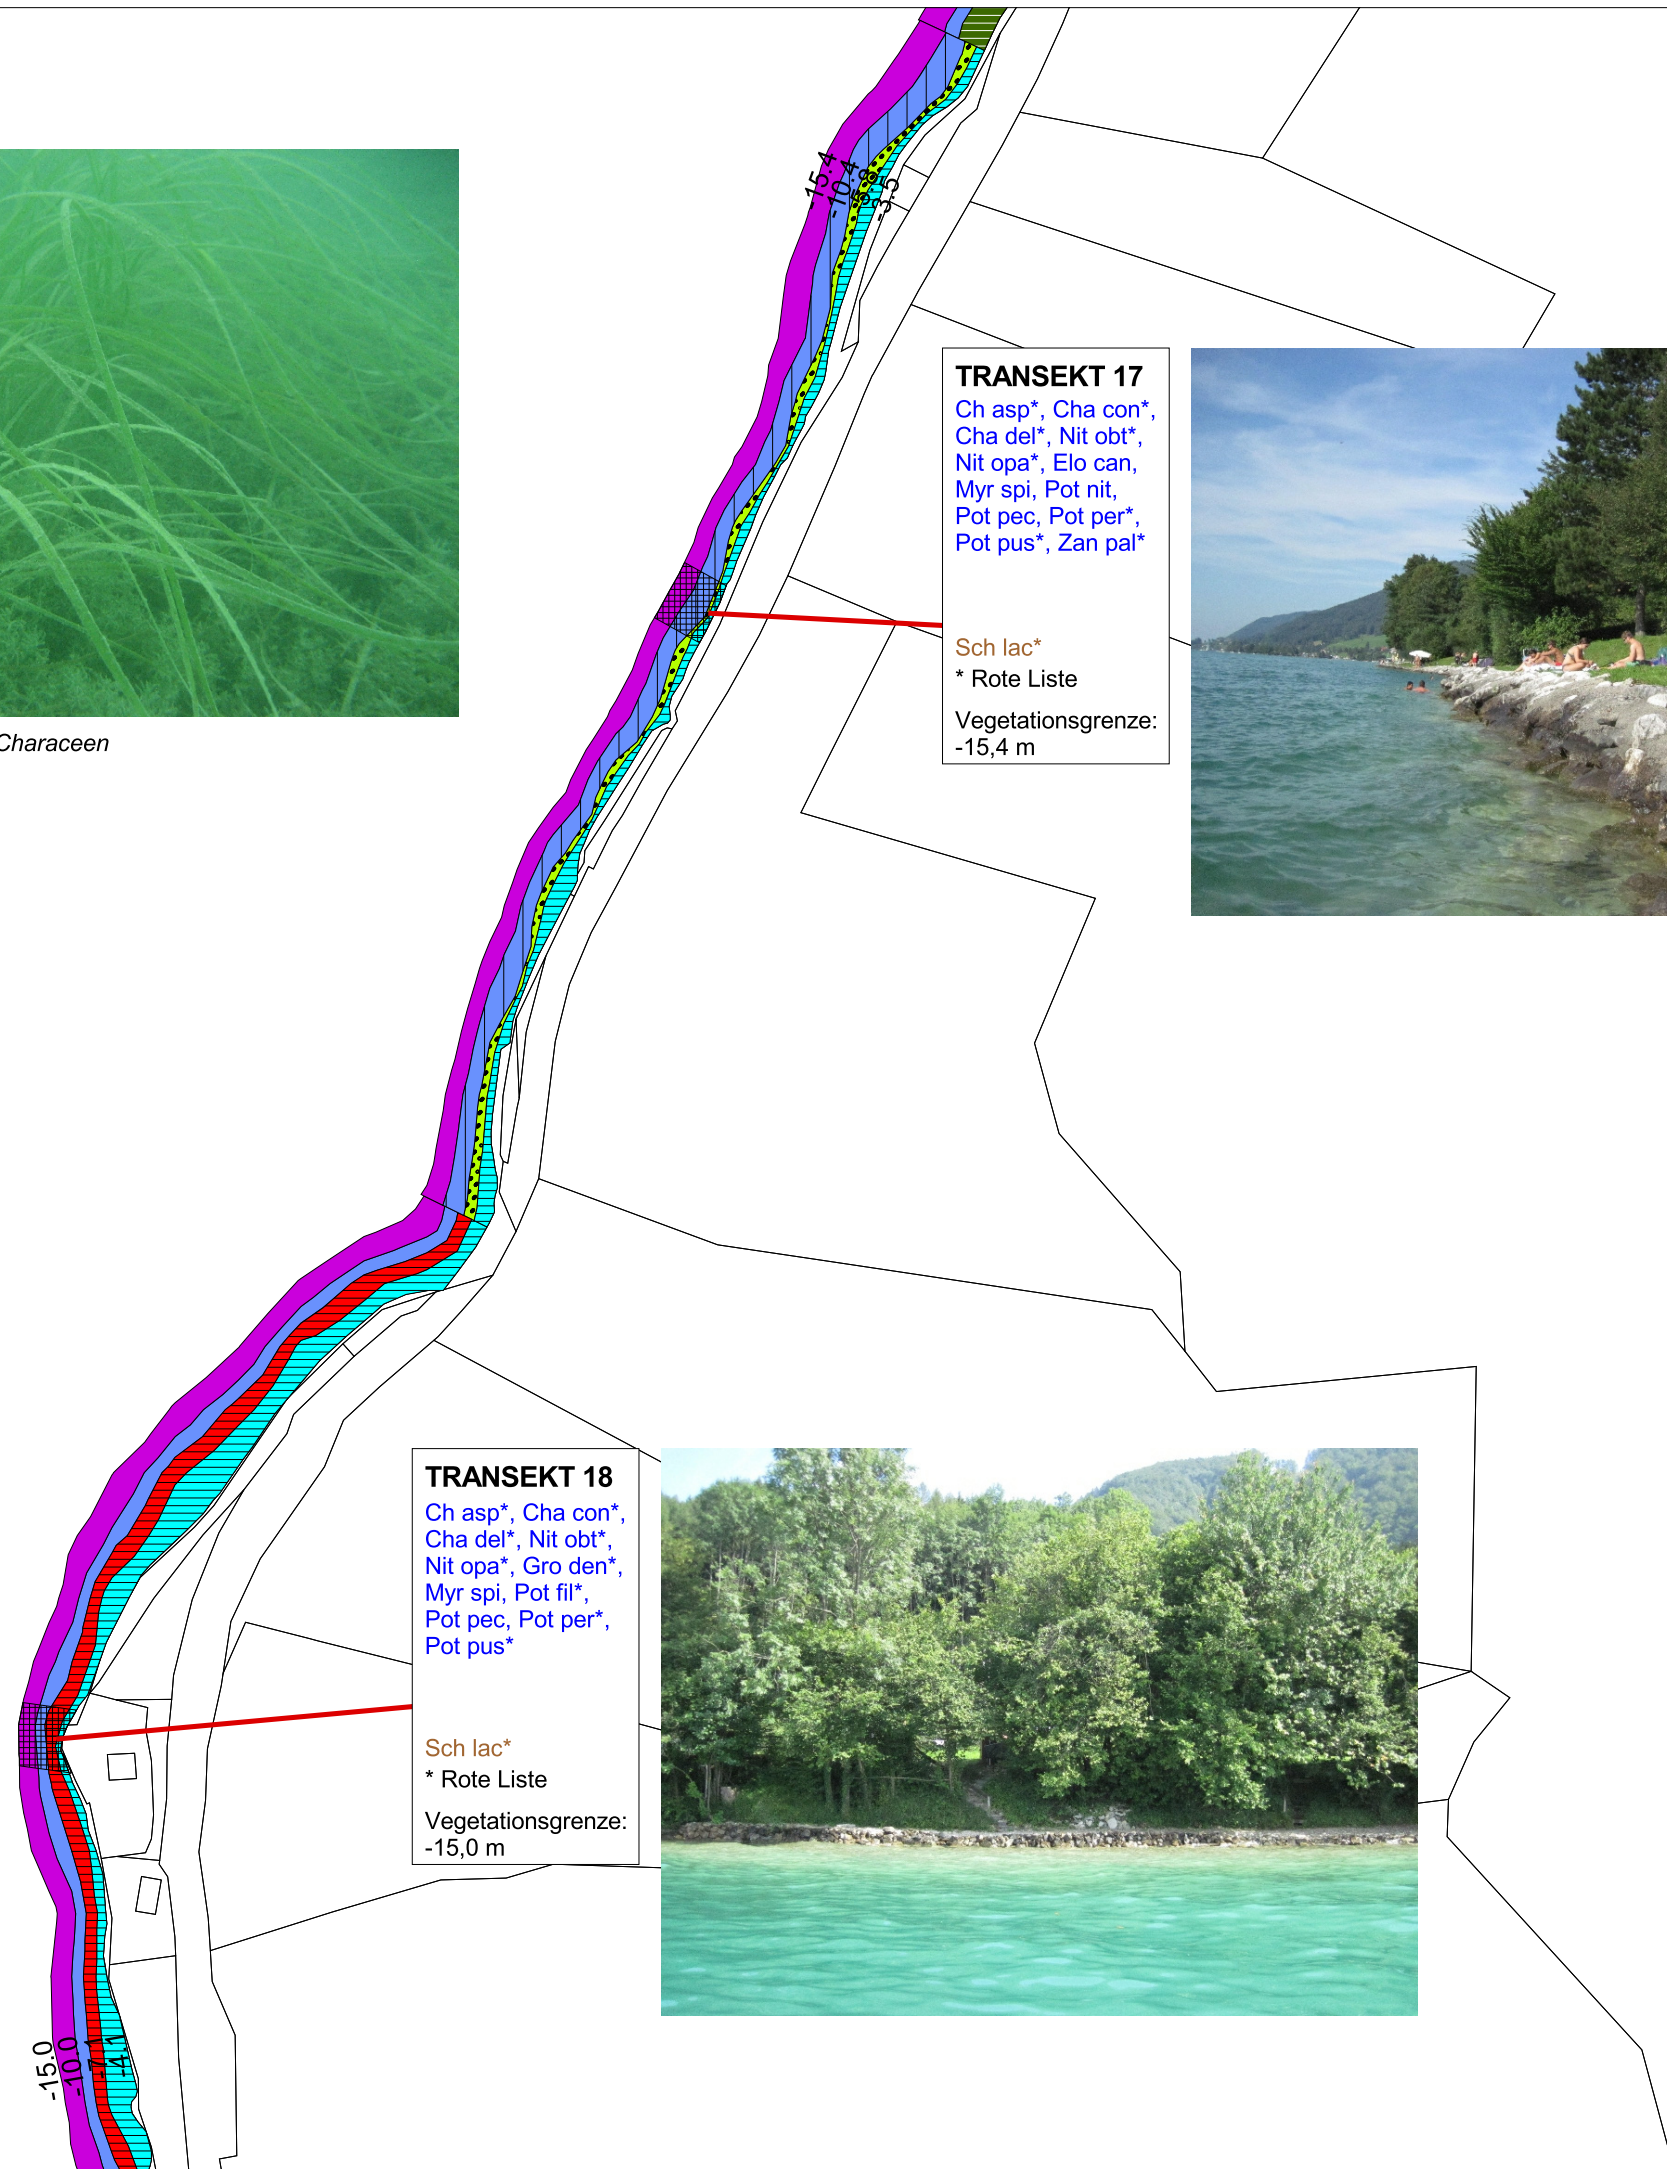 -15.4
-10.4
-3.5
TRANSEKT 17
Ch asp*, Cha con*,
Cha del*, Nit obt*,
Nit opa*, Elo can,
Myr spi, Pot nit,
Pot pec, Pot per*,
Pot pus*, Zan pal*
Sch lac*
* Rote Liste
Vegetationsgrenze:
-15,4 m
Characeen
TRANSEKT 18
Ch asp*, Cha con*,
Cha del*, Nit obt*,
Nit opa*, Gro den*,
Myr spi, Pot fil*,
Pot pec, Pot per*,
Pot pus*
Sch lac*
* Rote Liste
Vegetationsgrenze:
-15,0 m
-15.0
-10.0
-7.1
-4.1